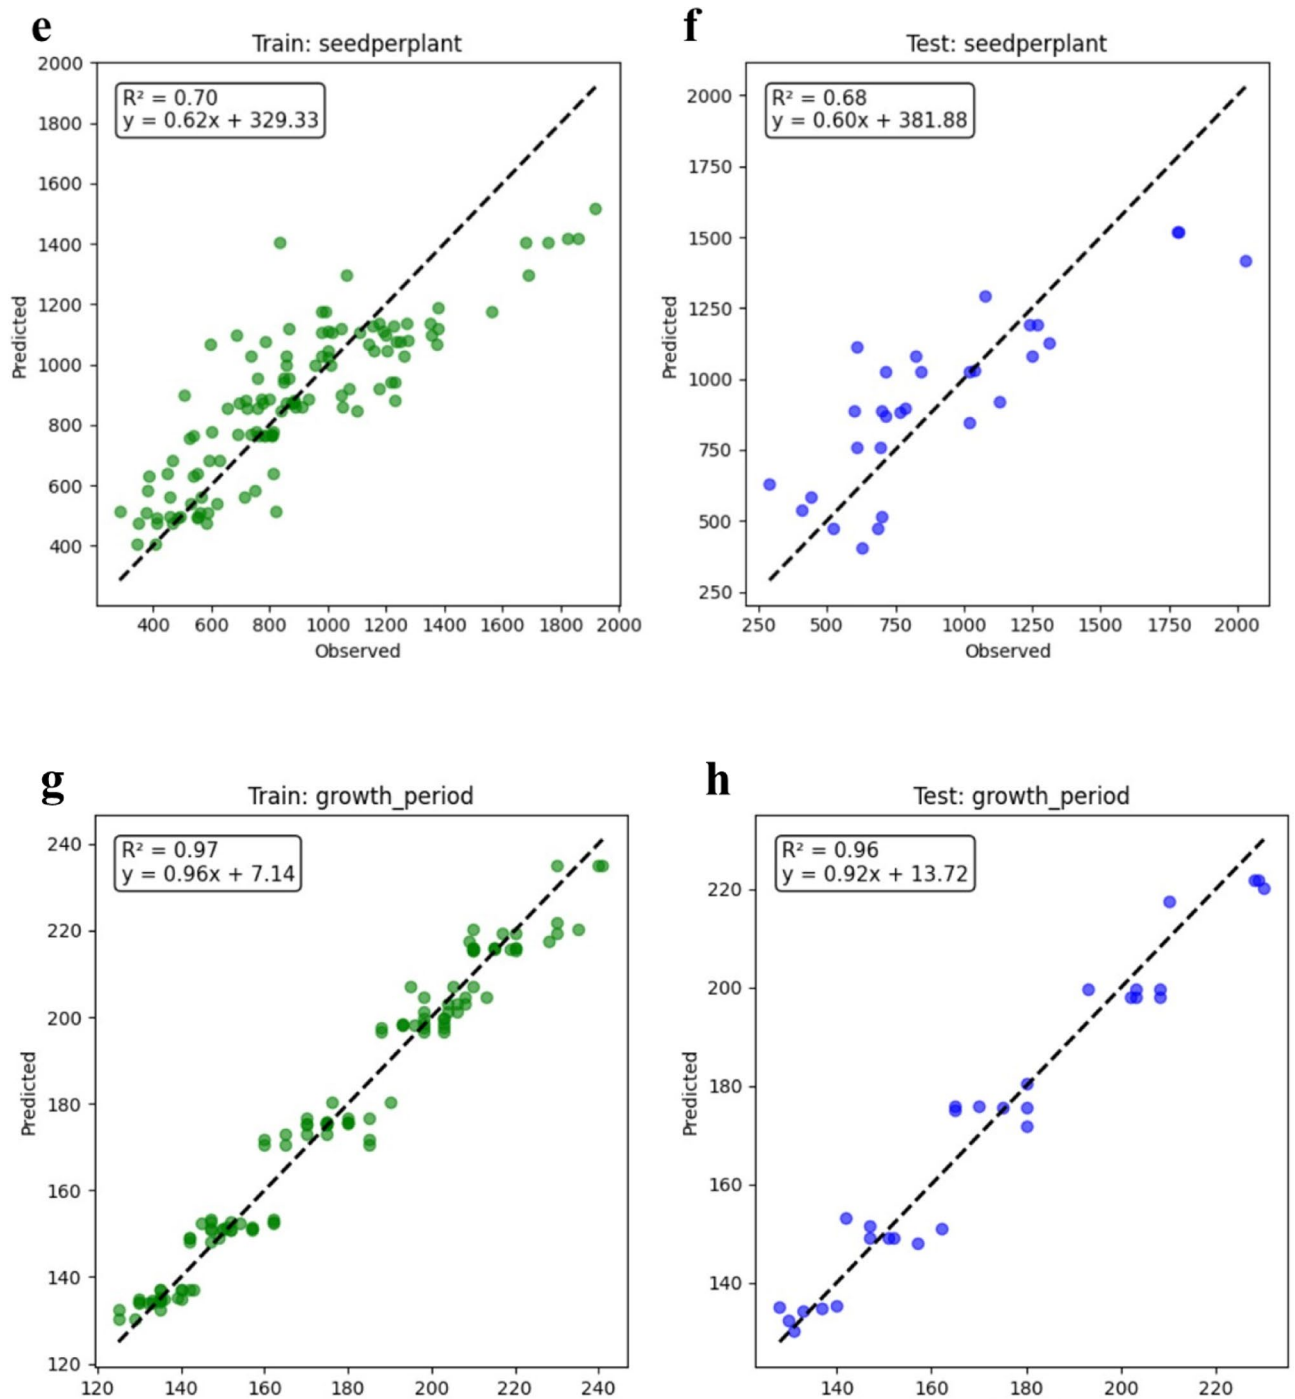 e
Train: seedperplant
R² = 0.70
y = 0.62x + 329.33
2000
1800
1600
1400
1200
1000
800
600
400
Predicted
400 600 800 1000 1200 1400 1600 1800 2000
Observed
f
Test: seedperplant
R² = 0.68
y = 0.60x + 381.88
2000
1750
1500
1250
1000
750
500
250
Predicted
250 500 750 1000 1250 1500 1750 2000
Observed
g
Train: growth_period
R² = 0.97
y = 0.96x + 7.14
240
220
200
180
160
140
120
Predicted
120 140 160 180 200 220 240
h
Test: growth_period
R² = 0.96
y = 0.92x + 13.72
220
200
180
160
140
Predicted
140 160 180 200 220